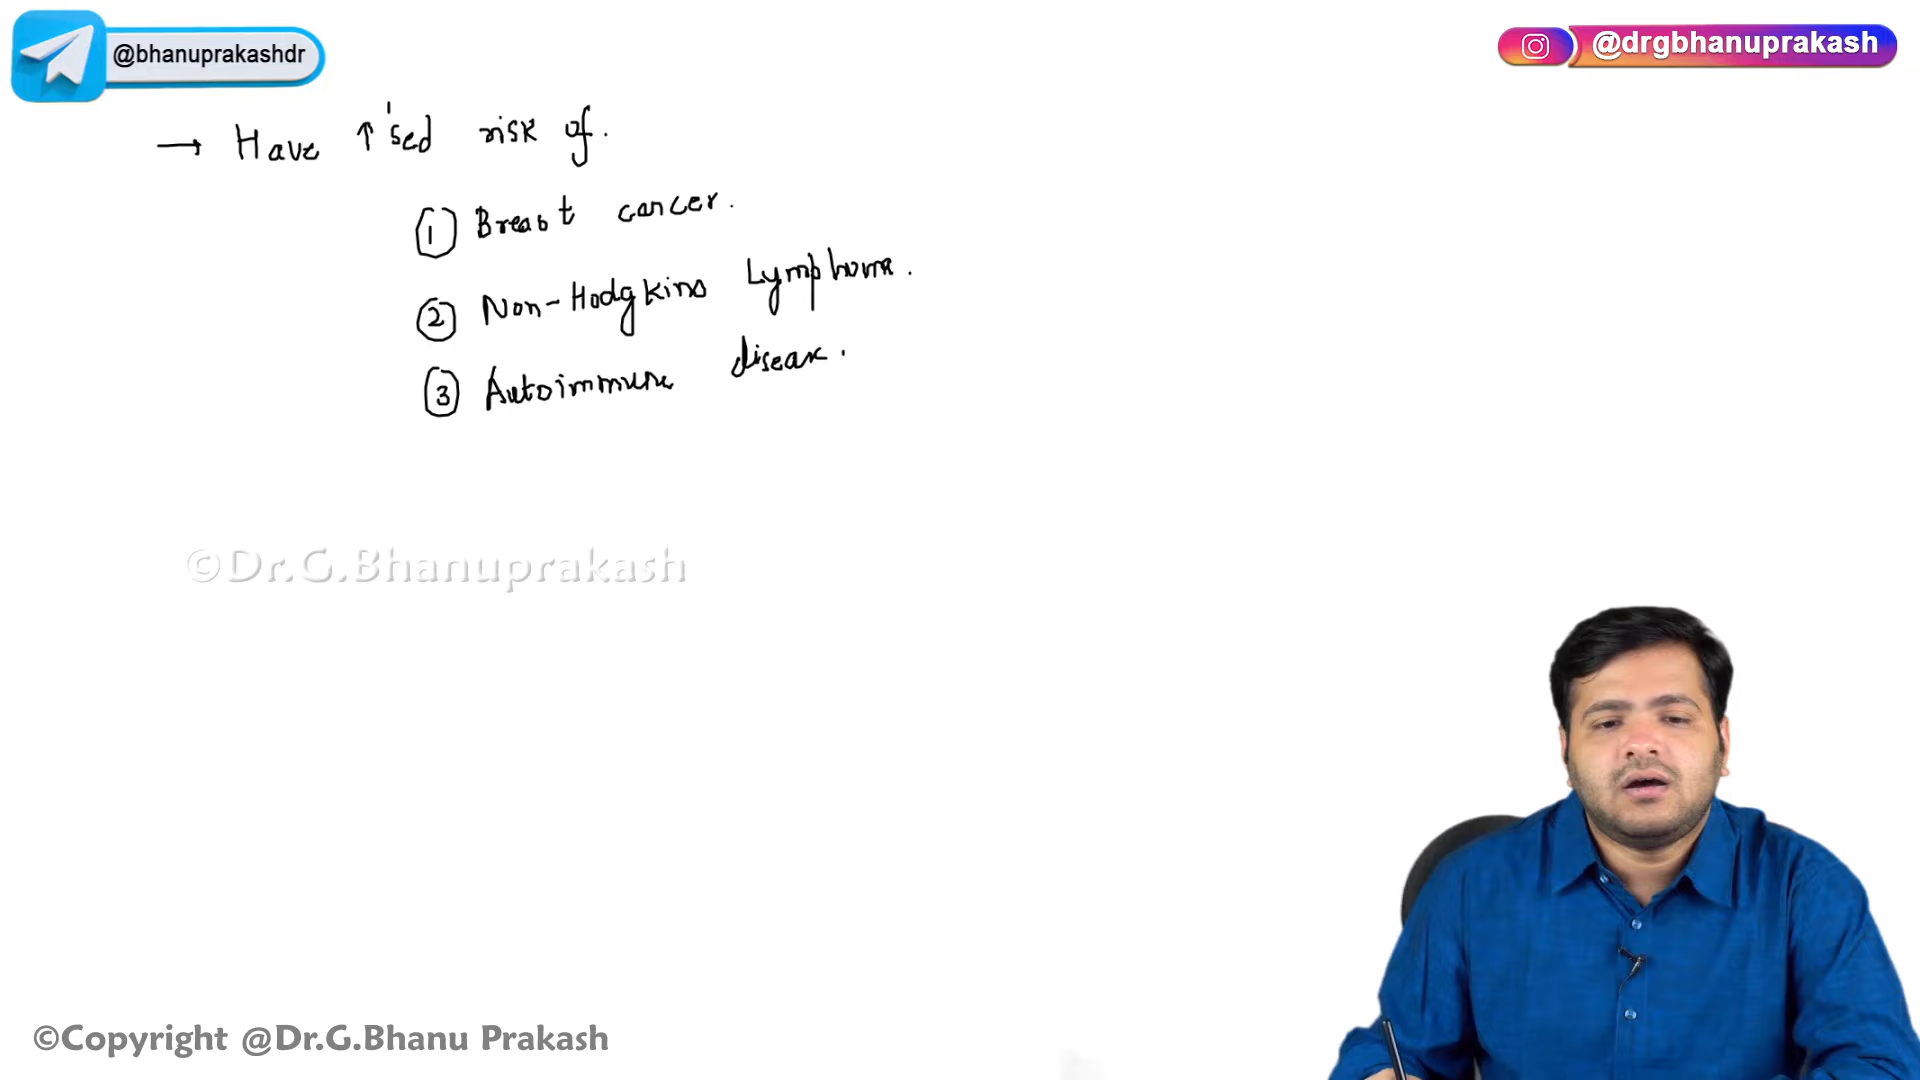 @bhanuprakashdr
@drgbhanuprakash
→ Have ↑'sed risk of.
① Breast cancer.
② Non-Hodgkins Lymphoma.
③ Autoimmune disease.
©Dr.G.Bhanuprakash
©Copyright @Dr.G.Bhanu Prakash